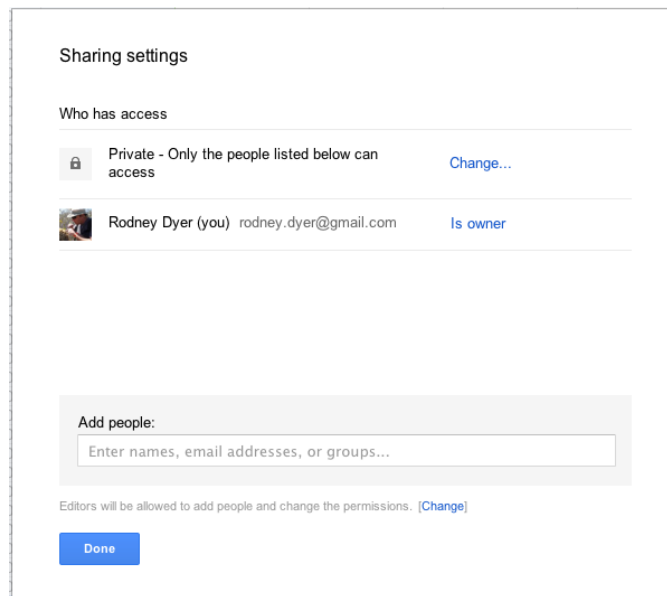 Sharing settings
Who has access
Private - Only the people listed below can
access
Change...
Rodney Dyer (you) rodney.dyer@gmail.com Is owner
Add people:
Enter names, email addresses, or groups...
Editors will be allowed to add people and change the permissions. [Change]
Done